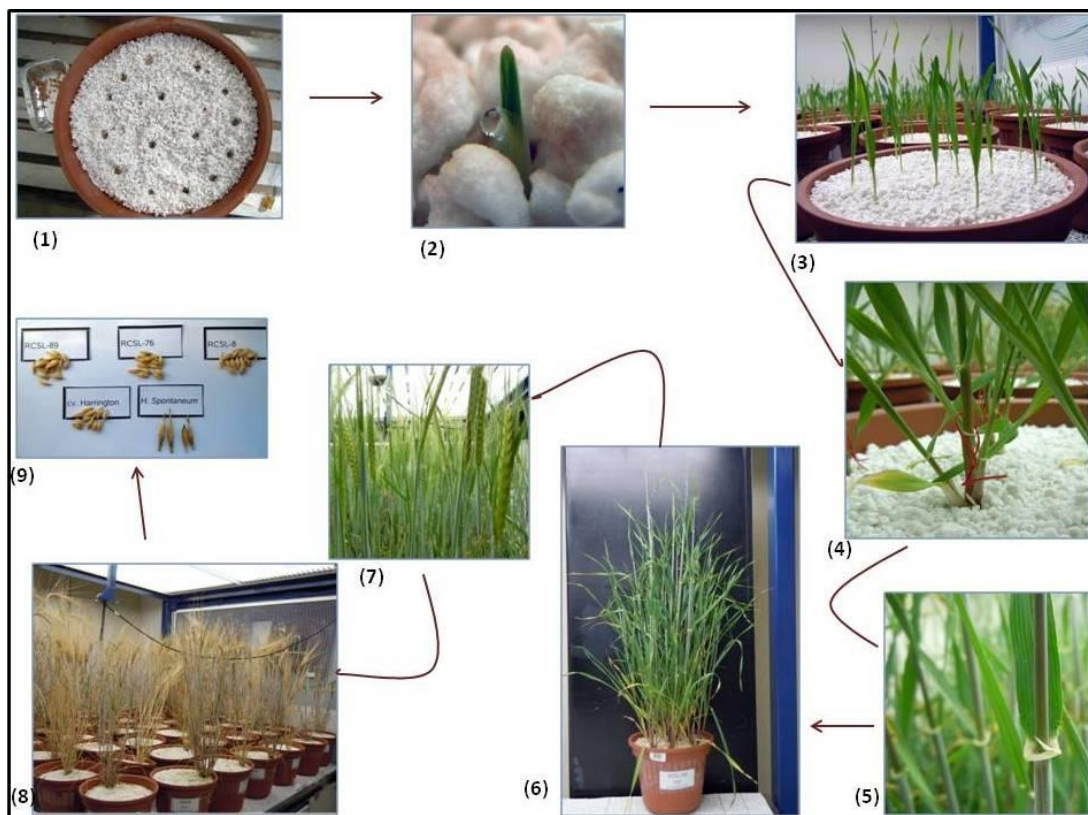 (1)
(2)
(3)
(4)
(5)
(6)
(7)
(8)
(9)
RCSL-89
RCSL-76
RCSL-8
cv. Harrington
H. Spontaneum